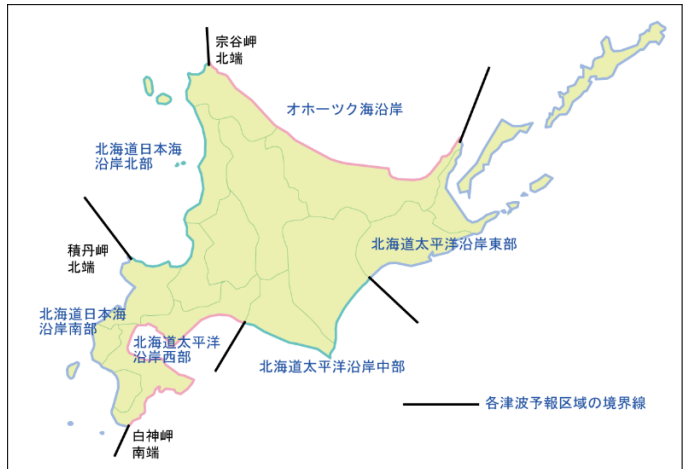 宗谷岬
北端
オホーツク海沿岸
北海道日本海
沿岸北部
積丹岬
北端
北海道太平洋沿岸東部
北海道日本海
沿岸南部
北海道太平洋
沿岸西部
北海道太平洋沿岸中部
各津波予報区域の境界線
白神岬
南端